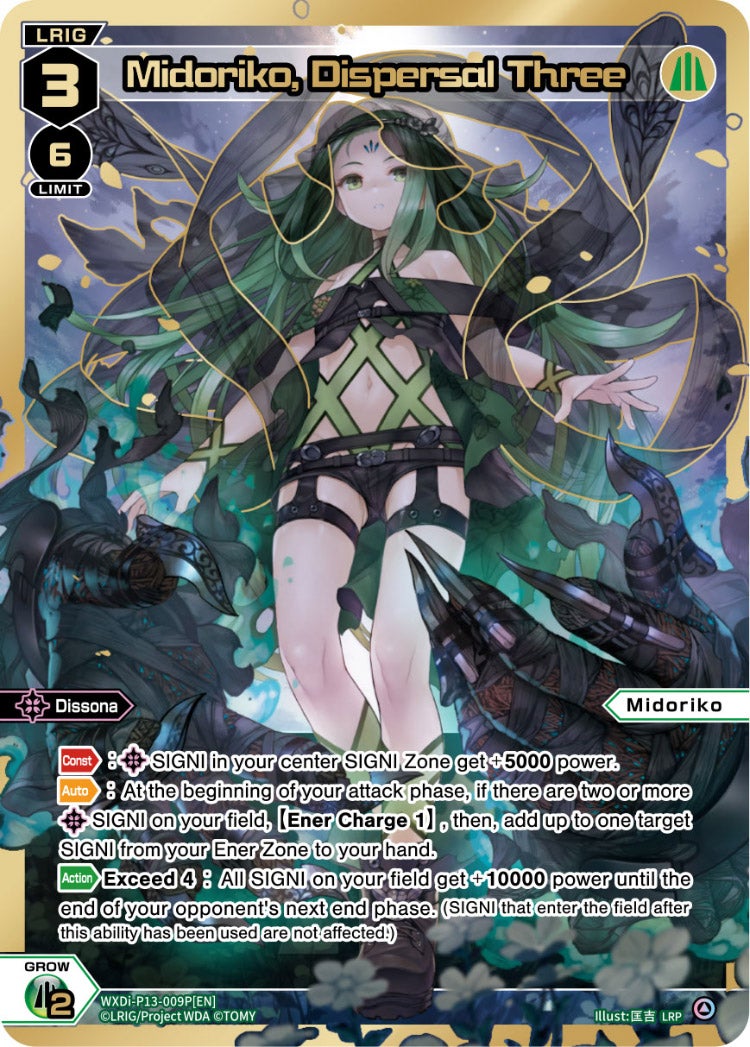 LRIG
3
Midoriko, Dispersal Three
6
LIMIT
Dissona
Midoriko
Const : SIGNI in your center SIGNI Zone get +5000 power.
Auto : At the beginning of your attack phase, if there are two or more
SIGNI on your field, 【Ener Charge 1】, then, add up to one target
SIGNI from your Ener Zone to your hand.
Action Exceed 4 : All SIGNI on your field get +10000 power until the
end of your opponent's next end phase. (SIGNI that enter the field after
this ability has been used are not affected.)
GROW
2
WXDi-P13-009P[EN]
©LRIG/Project WDA ©TOMY
Illust:匡吉 LRP